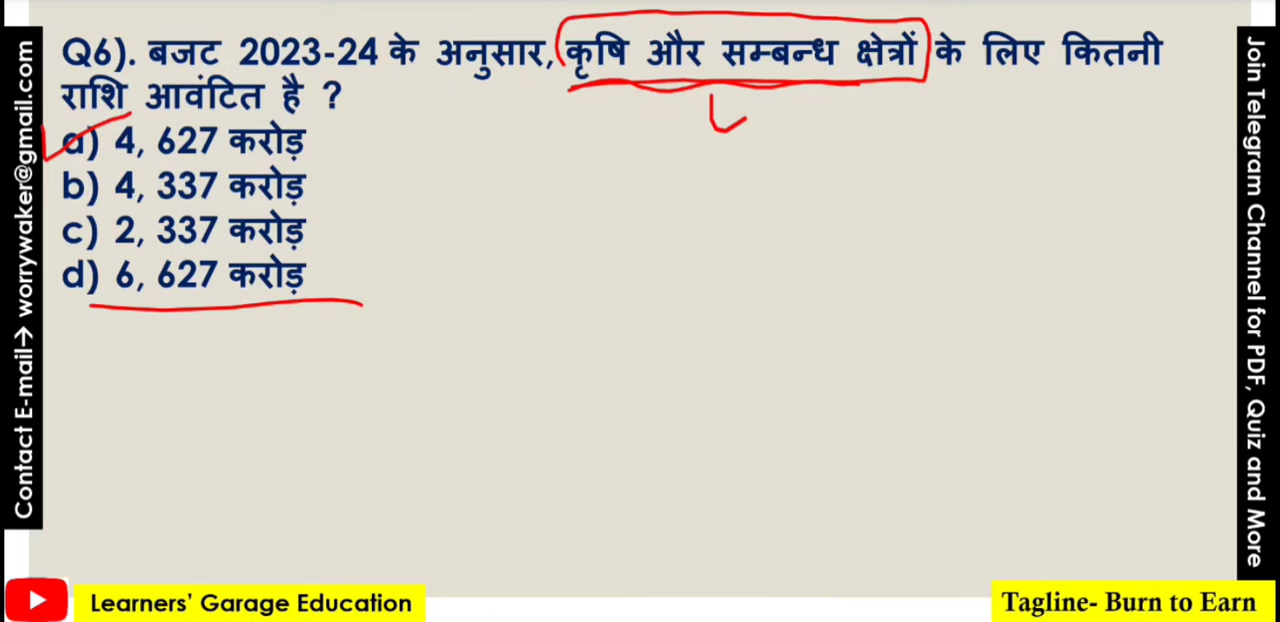 Q6). बजट 2023-24 के अनुसार, कृषि और सम्बन्ध क्षेत्रों के लिए कितनी
राशि आवंटित है ?
a) 4, 627 करोड़
b) 4, 337 करोड़
c) 2, 337 करोड़
d) 6, 627 करोड़
Contact E-mail→ worrywaker@gmail.com
Join Telegram Channel for PDF, Quiz and More
Learners’ Garage Education
Tagline- Burn to Earn